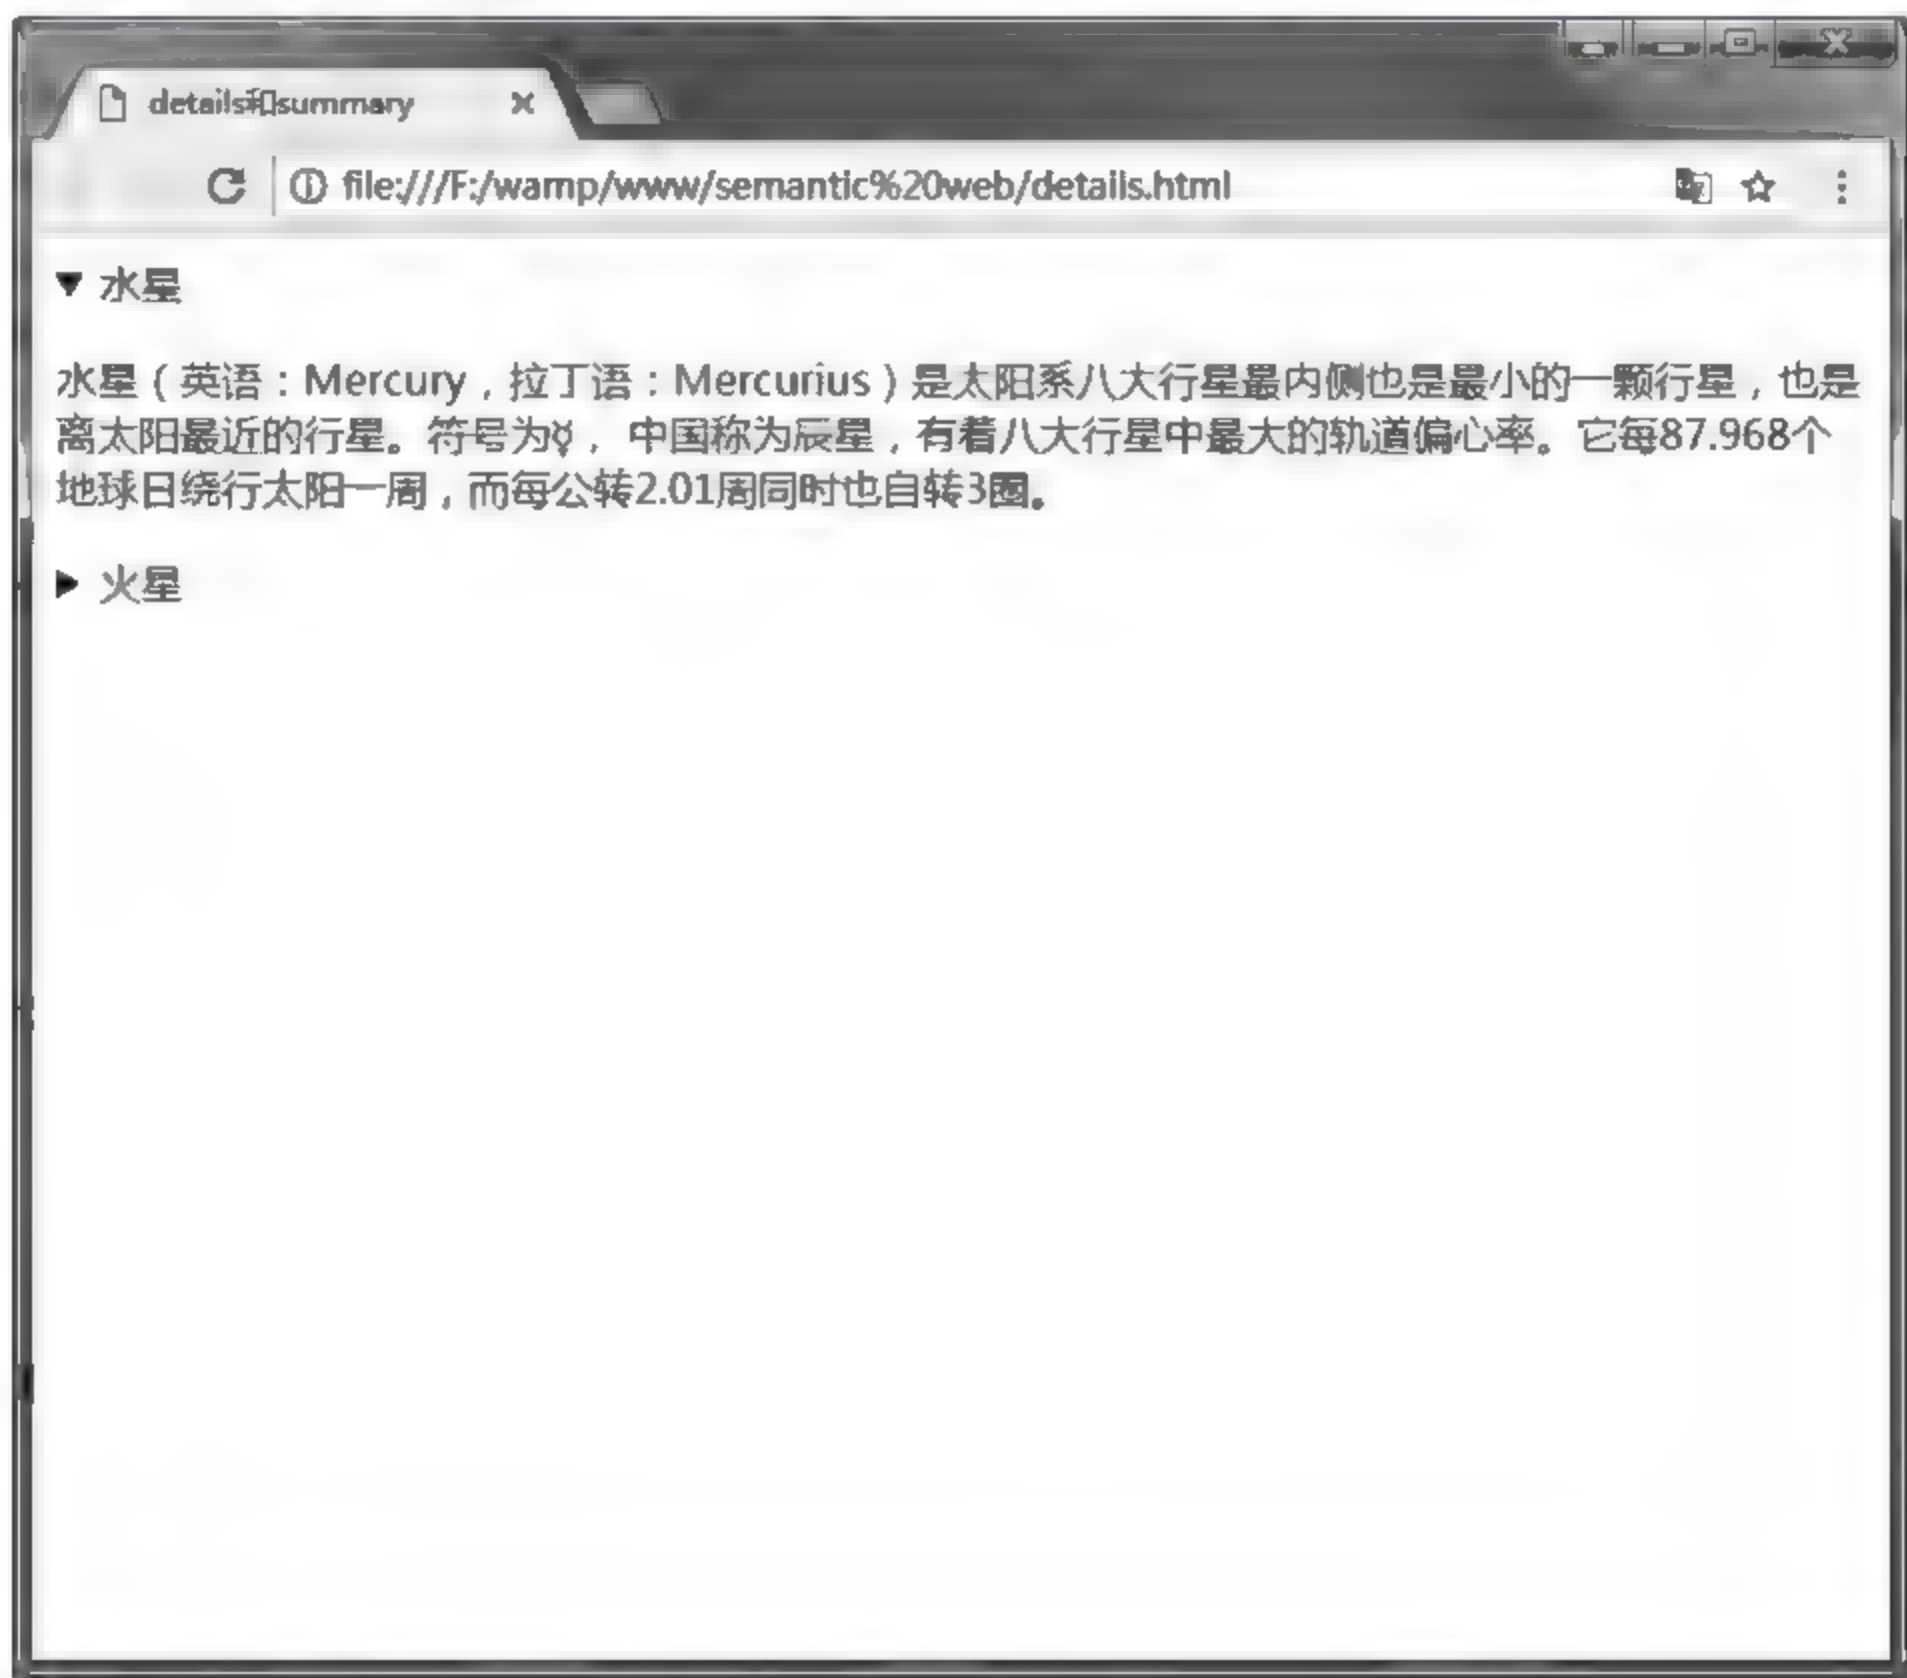 details和summary
file:///F:/wamp/www/semantic%20web/details.html
▼ 水星
水星（英语：Mercury，拉丁语：Mercurius）是太阳系八大行星最内侧也是最小的一颗行星，也是
离太阳最近的行星。符号为☿， 中国称为辰星，有着八大行星中最大的轨道偏心率。它每87.968个
地球日绕行太阳一周，而每公转2.01周同时也自转3圈。
▶ 火星